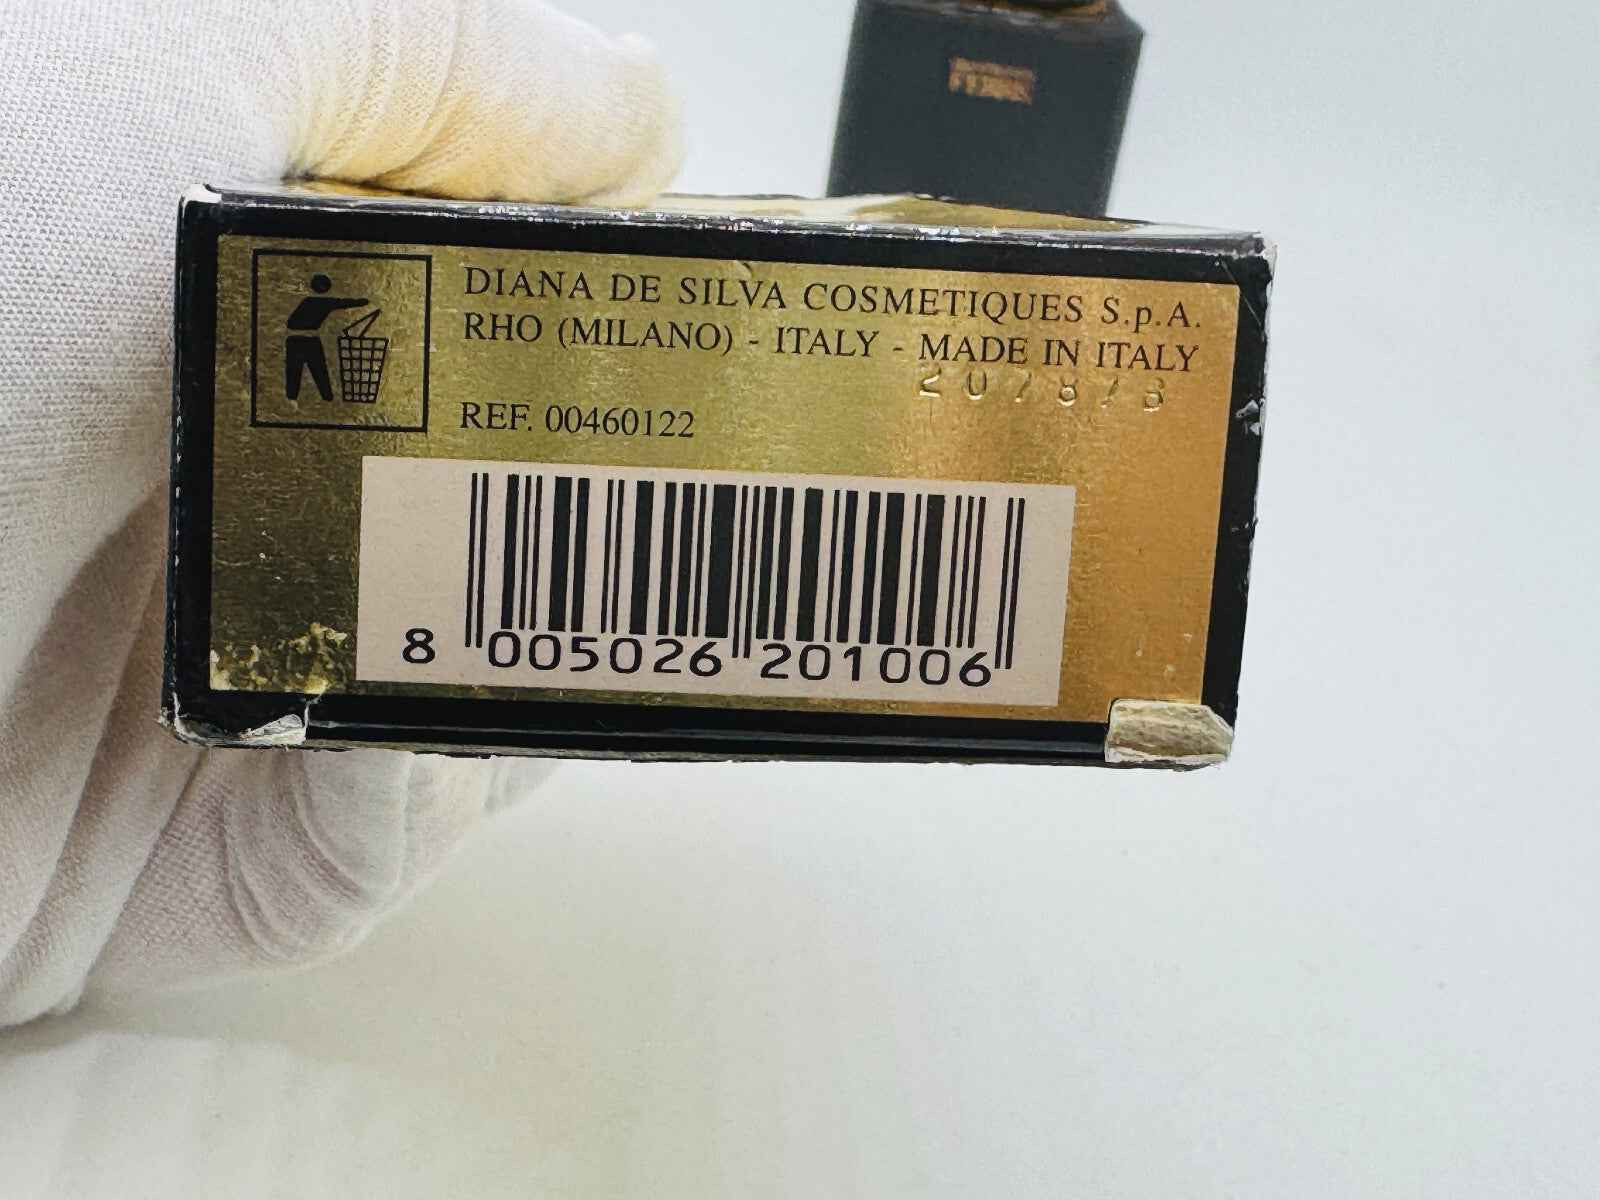 DIANA DE SILVA COSMETIQUES S.p.A.
RHO (MILANO) - ITALY - MADE IN ITALY
REF. 00460122
8 005026 201006